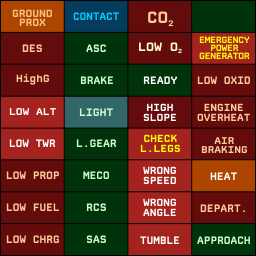 GROUND
PROX
CONTACT
CO₂
DES
ASC
LOW O₂
EMERGENCY
POWER
GENERATOR
HighG
BRAKE
READY
LOW OXID
LOW ALT
LIGHT
HIGH
SLOPE
ENGINE
OVERHEAT
LOW TWR
L.GEAR
CHECK
L.LEGS
AIR
BRAKING
LOW PROP
MECO
WRONG
SPEED
HEAT
LOW FUEL
RCS
WRONG
ANGLE
DEPART.
LOW CHRG
SAS
TUMBLE
APPROACH